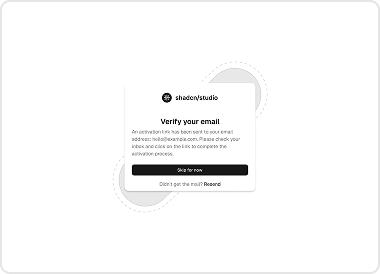 shadcn/studio
Verify your email
An activation link has been sent to your email
address: hello@example.com. Please check your
inbox and click on the link to complete the
activation process.
Skip for now
Didn't get the mail? Resend